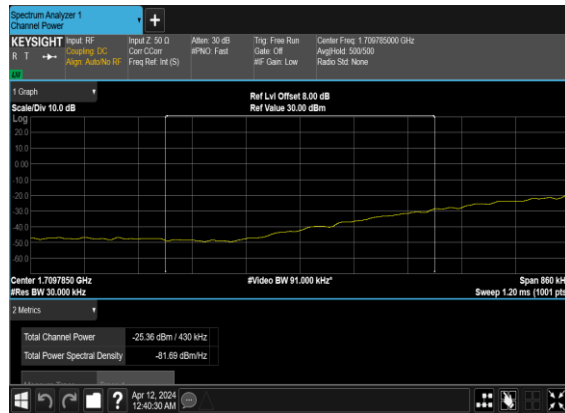 Spectrum Analyzer 1
Channel Power
+
KEYSIGHT Input: RF Input Z: 50 Ω Atten: 30 dB Trig: Free Run Center Freq: 1.709785000 GHz
R T Coupling: DC Corr CCorr #PNO: Fast Gate: Off Avg|Hold: 500/500
Align: Auto/No RF Freq Ref: Int (S) #IF Gain: Low Radio Std: None
1 Graph
Ref Lvl Offset 8.00 dB
Scale/Div 10.0 dB Ref Value 30.00 dBm
Log
20.0
10.0
0.00
-10.0
-20.0
-30.0
-40.0
-50.0
-60.0
Center 1.7097850 GHz #Video BW 91.000 kHz* Span 860 kH
#Res BW 30.000 kHz Sweep 1.20 ms (1001 pts
2 Metrics
Total Channel Power -25.36 dBm / 430 kHz
Total Power Spectral Density -81.69 dBm/Hz
?
Apr 12, 2024
12:40:30 AM